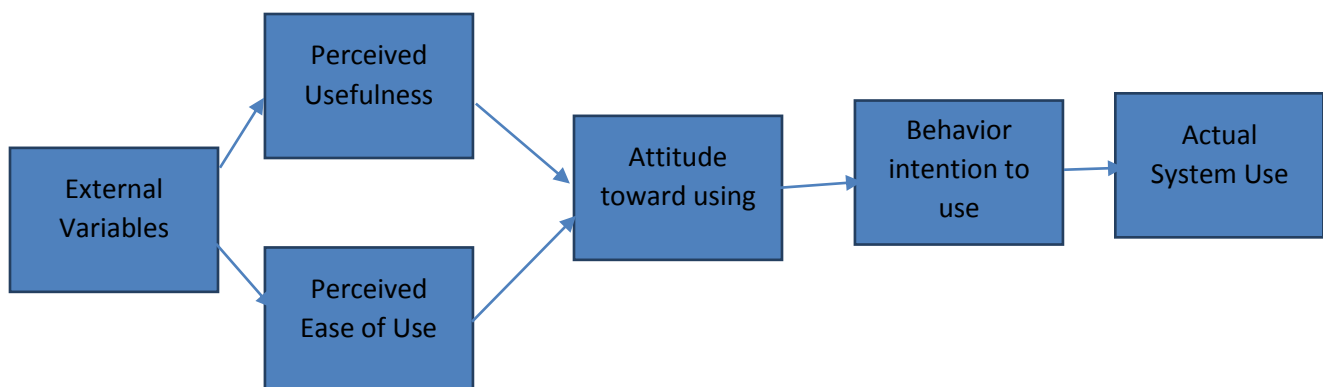 External
Variables
Perceived
Usefulness
Perceived
Ease of Use
Attitude
toward using
Behavior
intention to
use
Actual
System Use